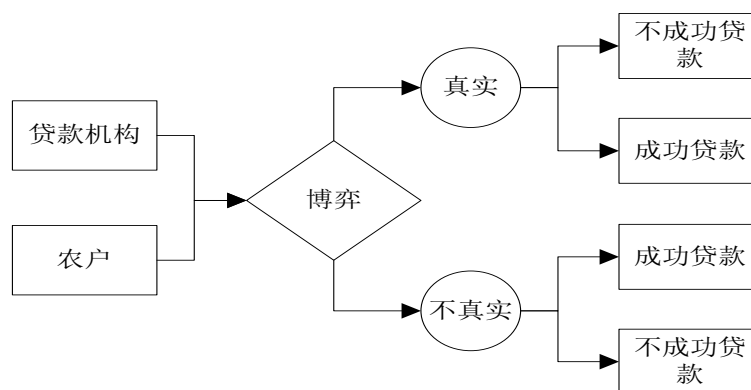 不成功贷
款
真实
贷款机构
成功贷款
博弈
农户
成功贷款
不真实
不成功贷
款